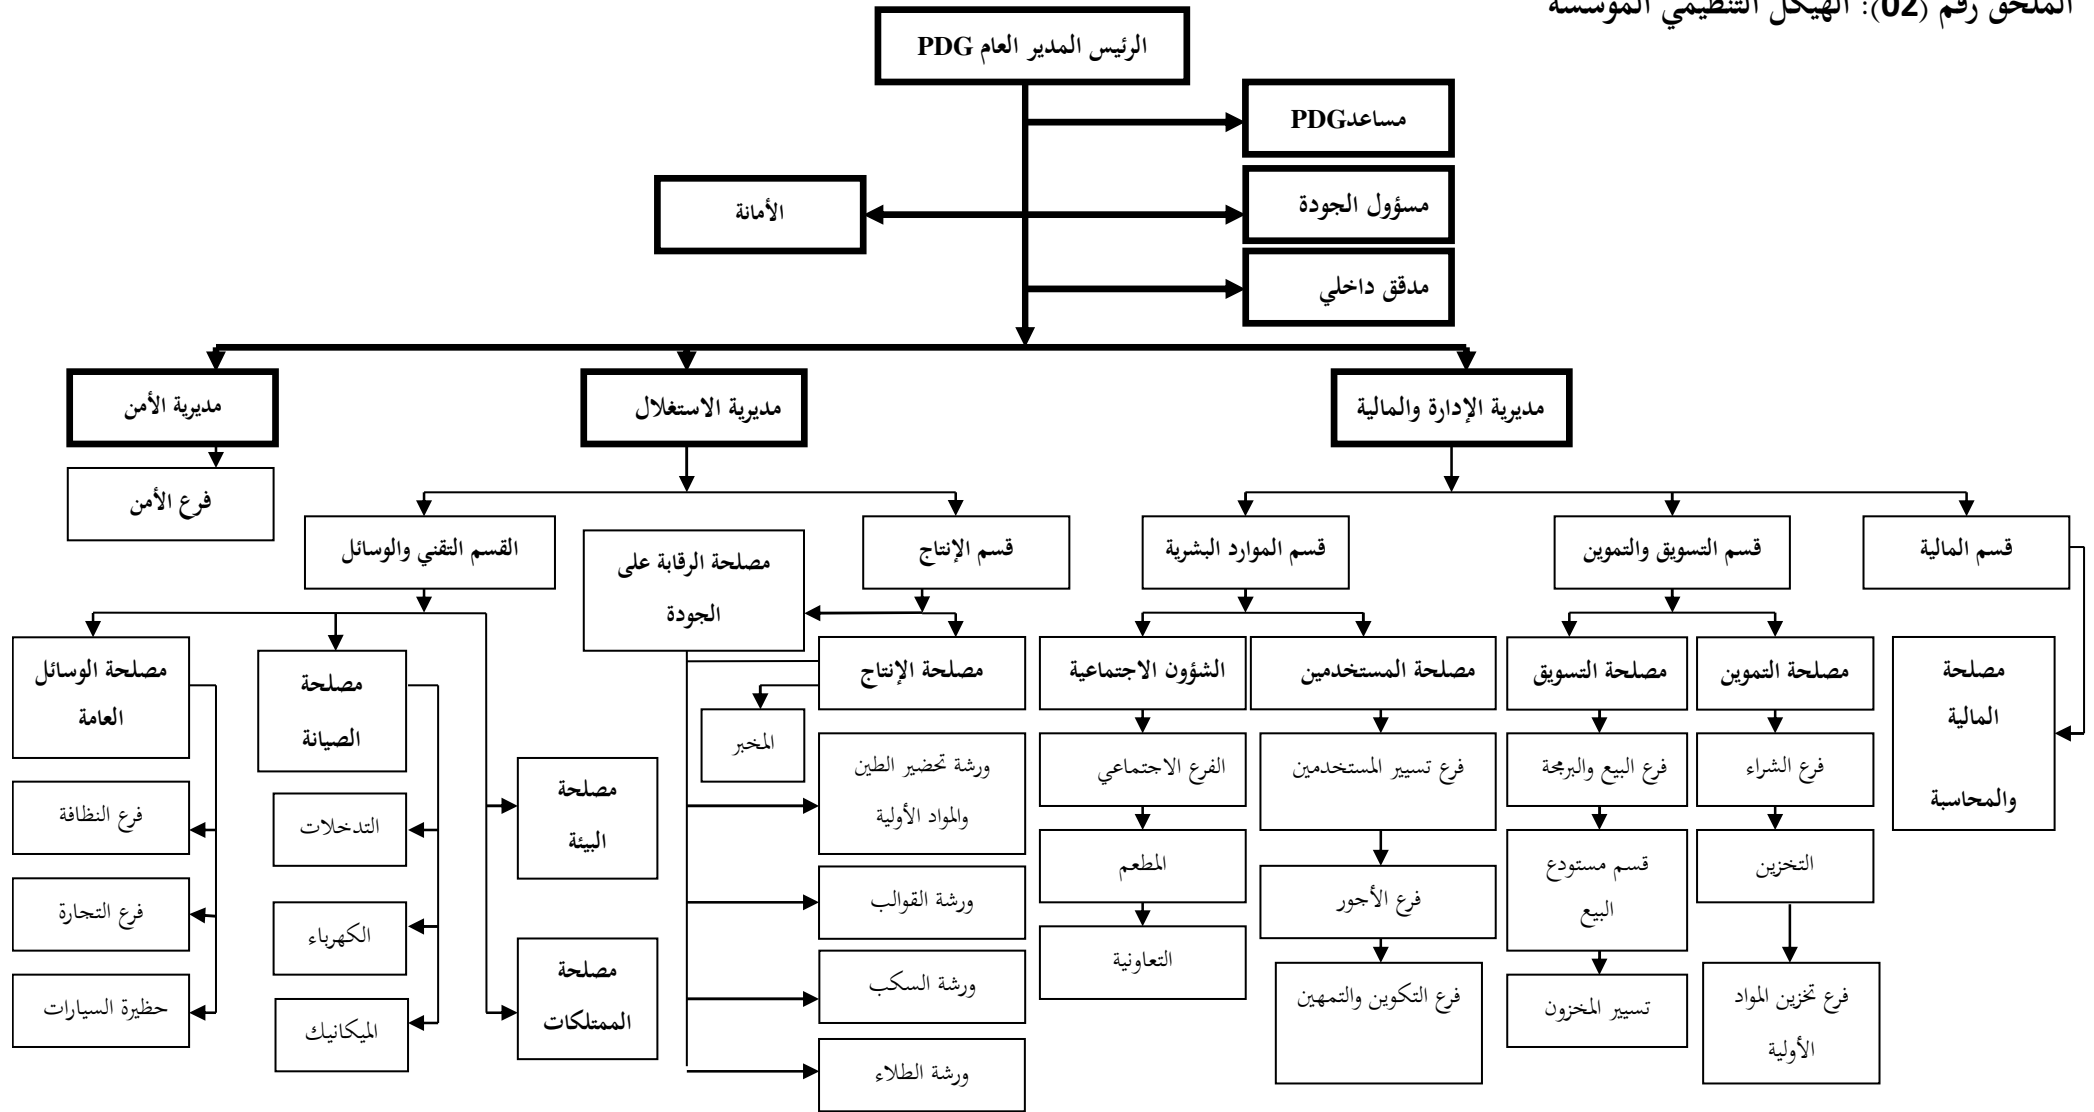 الملحق رقم (02): الهيكل التنظيمي المؤسسة
الرئيس المدير العام PDG
مساعدPDG
مسؤول الجودة
الأمانة
مدقق داخلي
مديرية الإدارة والمالية
مديرية الاستغلال
مديرية الأمن
فرع الأمن
قسم المالية
قسم التسويق والتموين
قسم الموارد البشرية
قسم الإنتاج
مصلحة الرقابة على
الجودة
القسم التقني والوسائل
مصلحة
المالية
والمحاسبة
مصلحة التموين
مصلحة التسويق
مصلحة المستخدمين
الشؤون الاجتماعية
مصلحة الإنتاج
مصلحة
الصيانة
مصلحة الوسائل
العامة
فرع الشراء
فرع البيع والبرمجة
فرع تسيير المستخدمين
الفرع الاجتماعي
ورشة تحضير الطين
والمواد الأولية
المخبر
مصلحة
البيئة
التدخلات
فرع النظافة
التخزين
قسم مستودع
البيع
فرع الأجور
المطعم
ورشة القوالب
الكهرباء
فرع التجارة
فرع تخزين المواد
الأولية
تسيير المخزون
فرع التكوين والتمهين
التعاونية
ورشة السكب
مصلحة
الممتلكات
الميكانيك
حظيرة السيارات
ورشة الطلاء